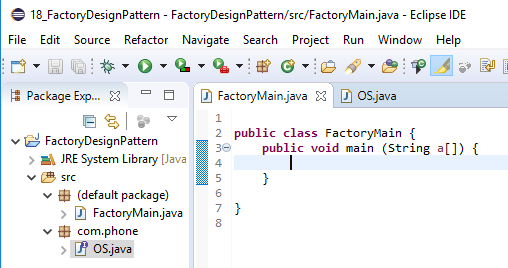 18_FactoryDesignPattern - FactoryDesignPattern/src/FactoryMain.java - Eclipse IDE
File Edit Source Refactor Navigate Search Project Run Window Help
Package Exp...
FactoryMain.java OS.java
FactoryDesignPattern
JRE System Library [Java
src
(default package)
FactoryMain.java
com.phone
OS.java
1
2 public class FactoryMain {
3 public void main (String a[]) {
4
5 }
6
7 }
8